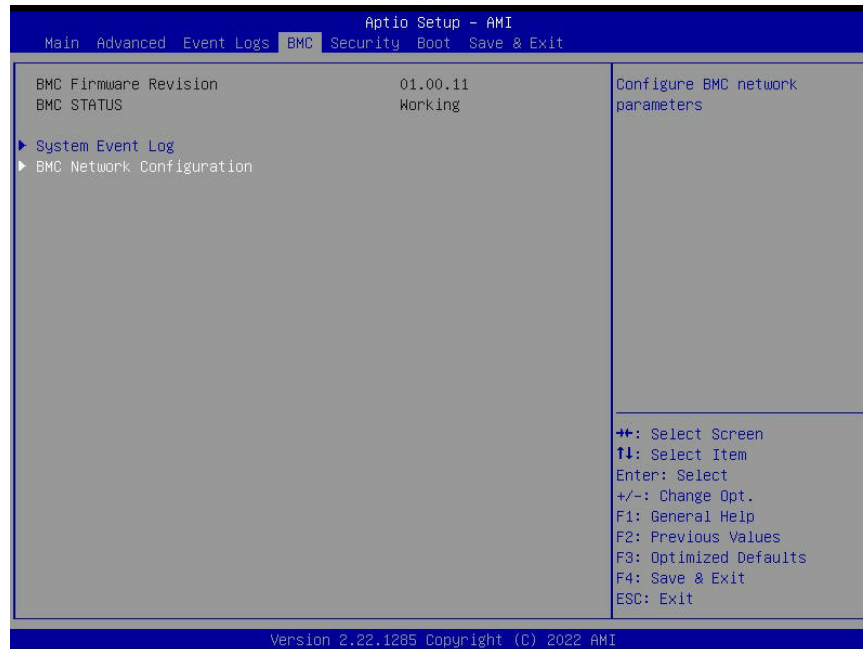 Aptio Setup - AMI
Main Advanced Event Logs BMC Security Boot Save & Exit
BMC Firmware Revision 01.00.11
BMC STATUS Working
System Event Log
BMC Network Configuration
Configure BMC network
parameters
→←: Select Screen
↑↓: Select Item
Enter: Select
+/-: Change Opt.
F1: General Help
F2: Previous Values
F3: Optimized Defaults
F4: Save & Exit
ESC: Exit
Version 2.22.1285 Copyright (C) 2022 AMI